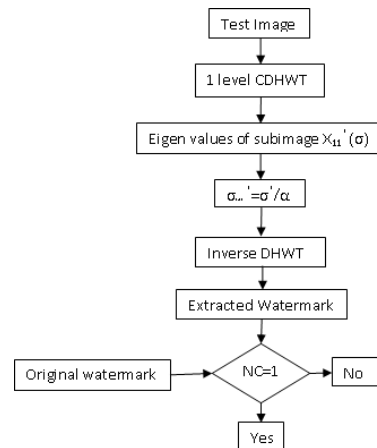 Test Image
1 level CDHWT
Eigen values of subimage X₁₁'(σ)
σ...'=σ'/α
Inverse DHWT
Extracted Watermark
Original watermark
NC=1
No
Yes